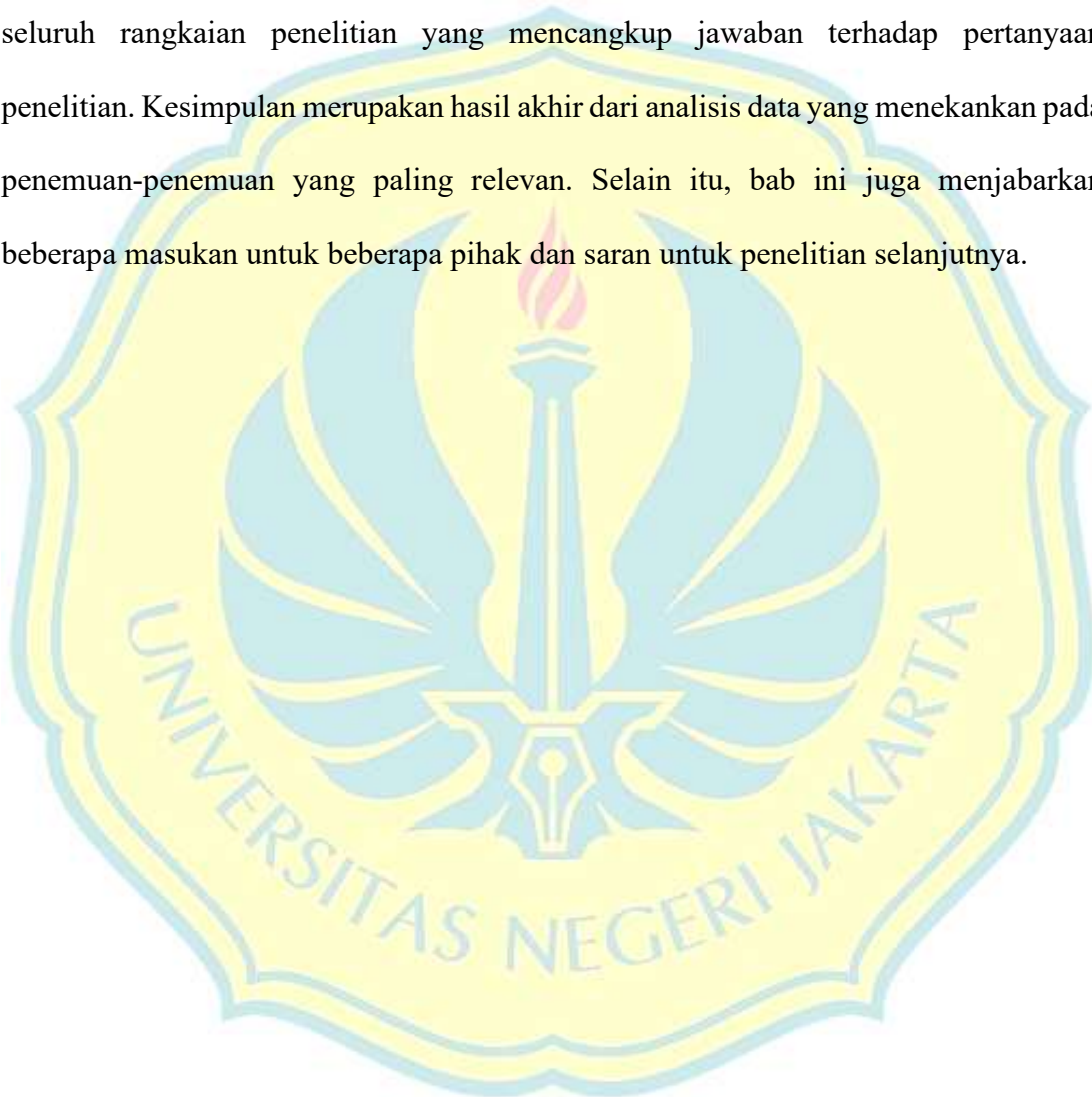 seluruh rangkaian penelitian yang mencangkup jawaban terhadap pertanyaan
penelitian. Kesimpulan merupakan hasil akhir dari analisis data yang menekankan pada
penemuan-penemuan yang paling relevan. Selain itu, bab ini juga menjabarkan
beberapa masukan untuk beberapa pihak dan saran untuk penelitian selanjutnya.
UNIVERSITAS NEGERI JAKARTA